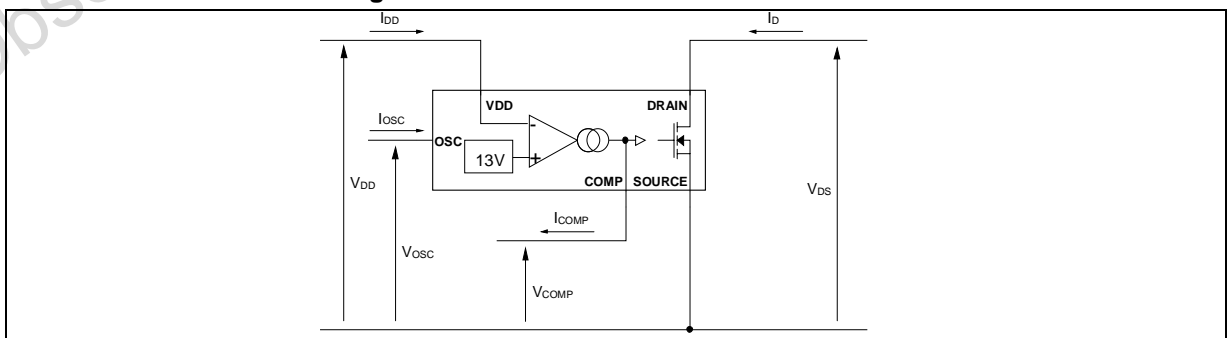 IDD
ID
VDD
DRAIN
IOSC
OSC
-
13V
+
COMP SOURCE
VDD
VDS
ICOMP
VOSC
VCOMP